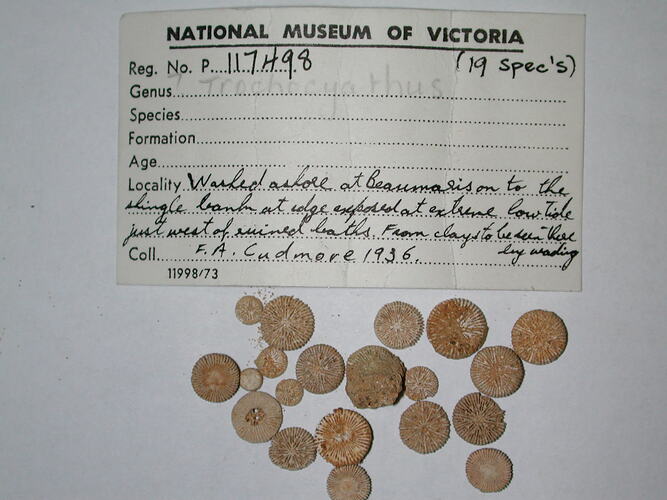 NATIONAL MUSEUM OF VICTORIA
Reg. No. P. 117498 (19 spec's)
Genus ? Trochocyathus
Species
Formation
Age
Locality Washed ashore at Beaumaris on to the
shingle bank at edge exposed at extreme low tide
just west of ruined baths. From clays to be seen there
by wading
Coll. F. A. Cudmore 1936.
11998/73